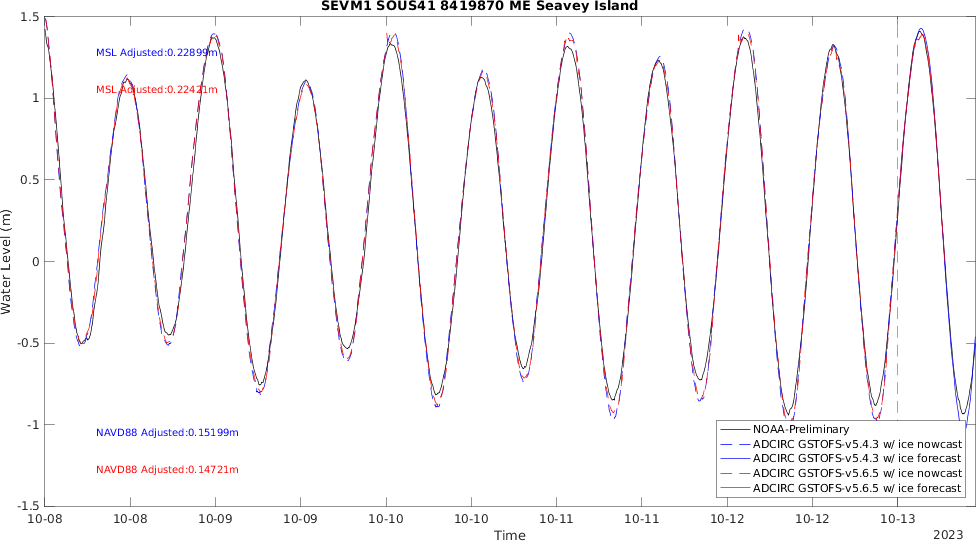 SEVM1 SOUS41 8419870 ME Seavey Island
1.5
MSL Adjusted:0.22899m
MSL Adjusted:0.22421m
1
0.5
Water Level (m)
0
-0.5
-1
NAVD88 Adjusted:0.15199m
NAVD88 Adjusted:0.14721m
NOAA-Preliminary
ADCIRC GSTOFS-v5.4.3 w/ ice nowcast
ADCIRC GSTOFS-v5.4.3 w/ ice forecast
ADCIRC GSTOFS-v5.6.5 w/ ice nowcast
ADCIRC GSTOFS-v5.6.5 w/ ice forecast
-1.5
10-08 10-08 10-09 10-09 10-10 10-10 10-11 10-11 10-12 10-12 10-13
Time
2023